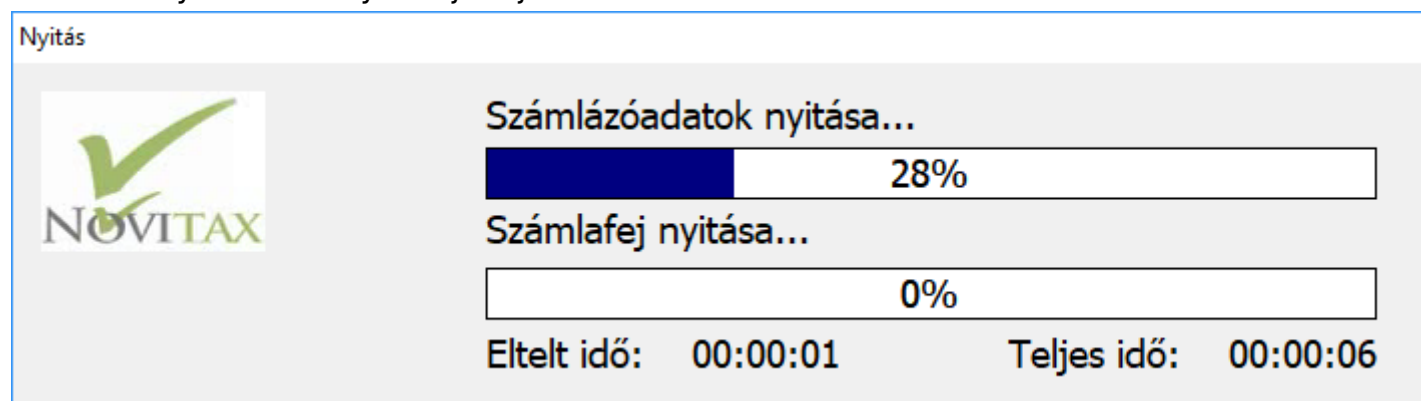 Nyitás
NOVITAX
Számlázóadatok nyitása...
28%
Számlafej nyitása...
0%
Eltelt idő: 00:00:01 Teljes idő: 00:00:06